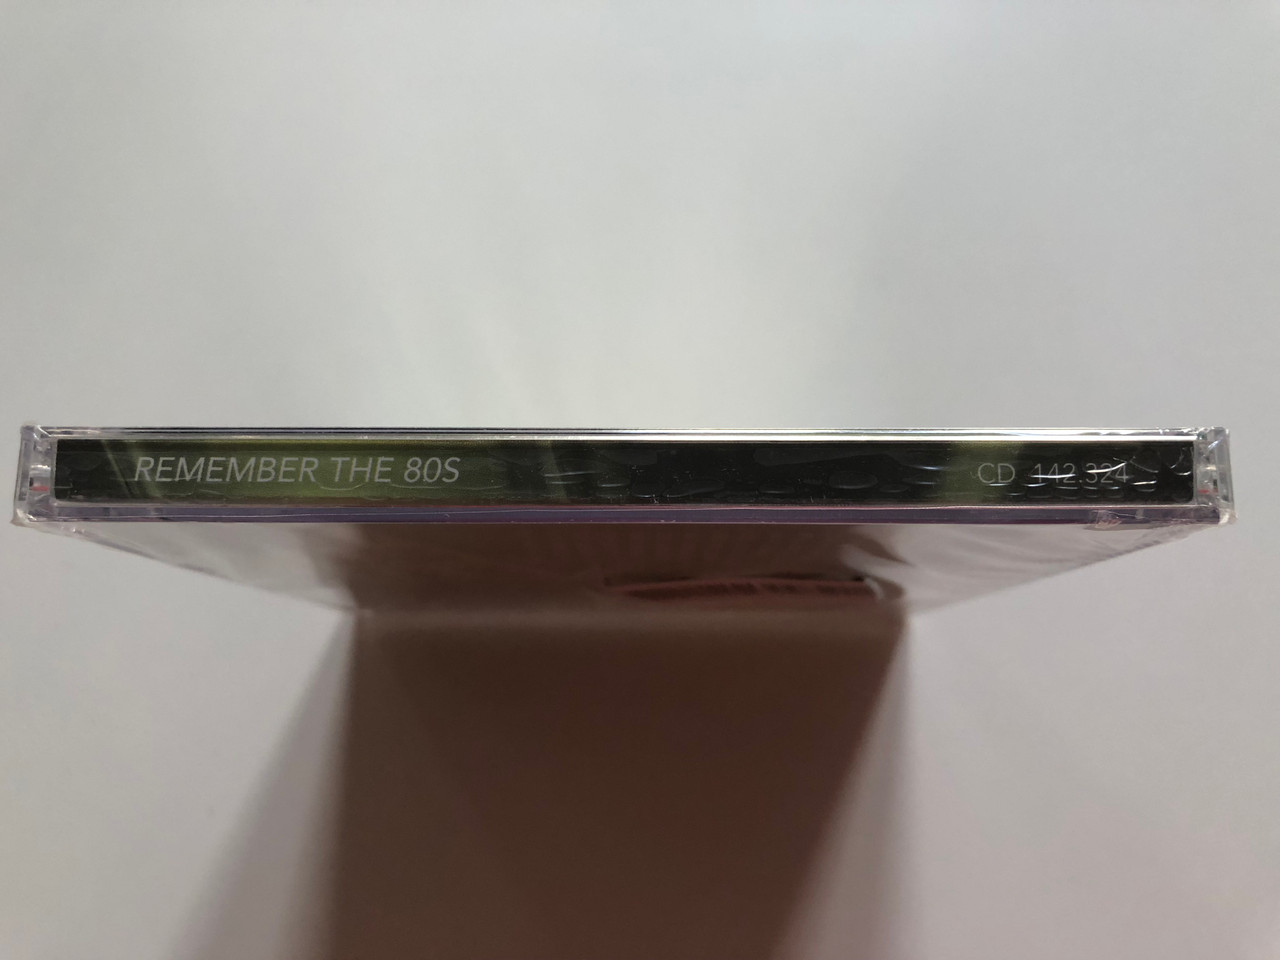 REMEMBER THE 80S CD 142.324